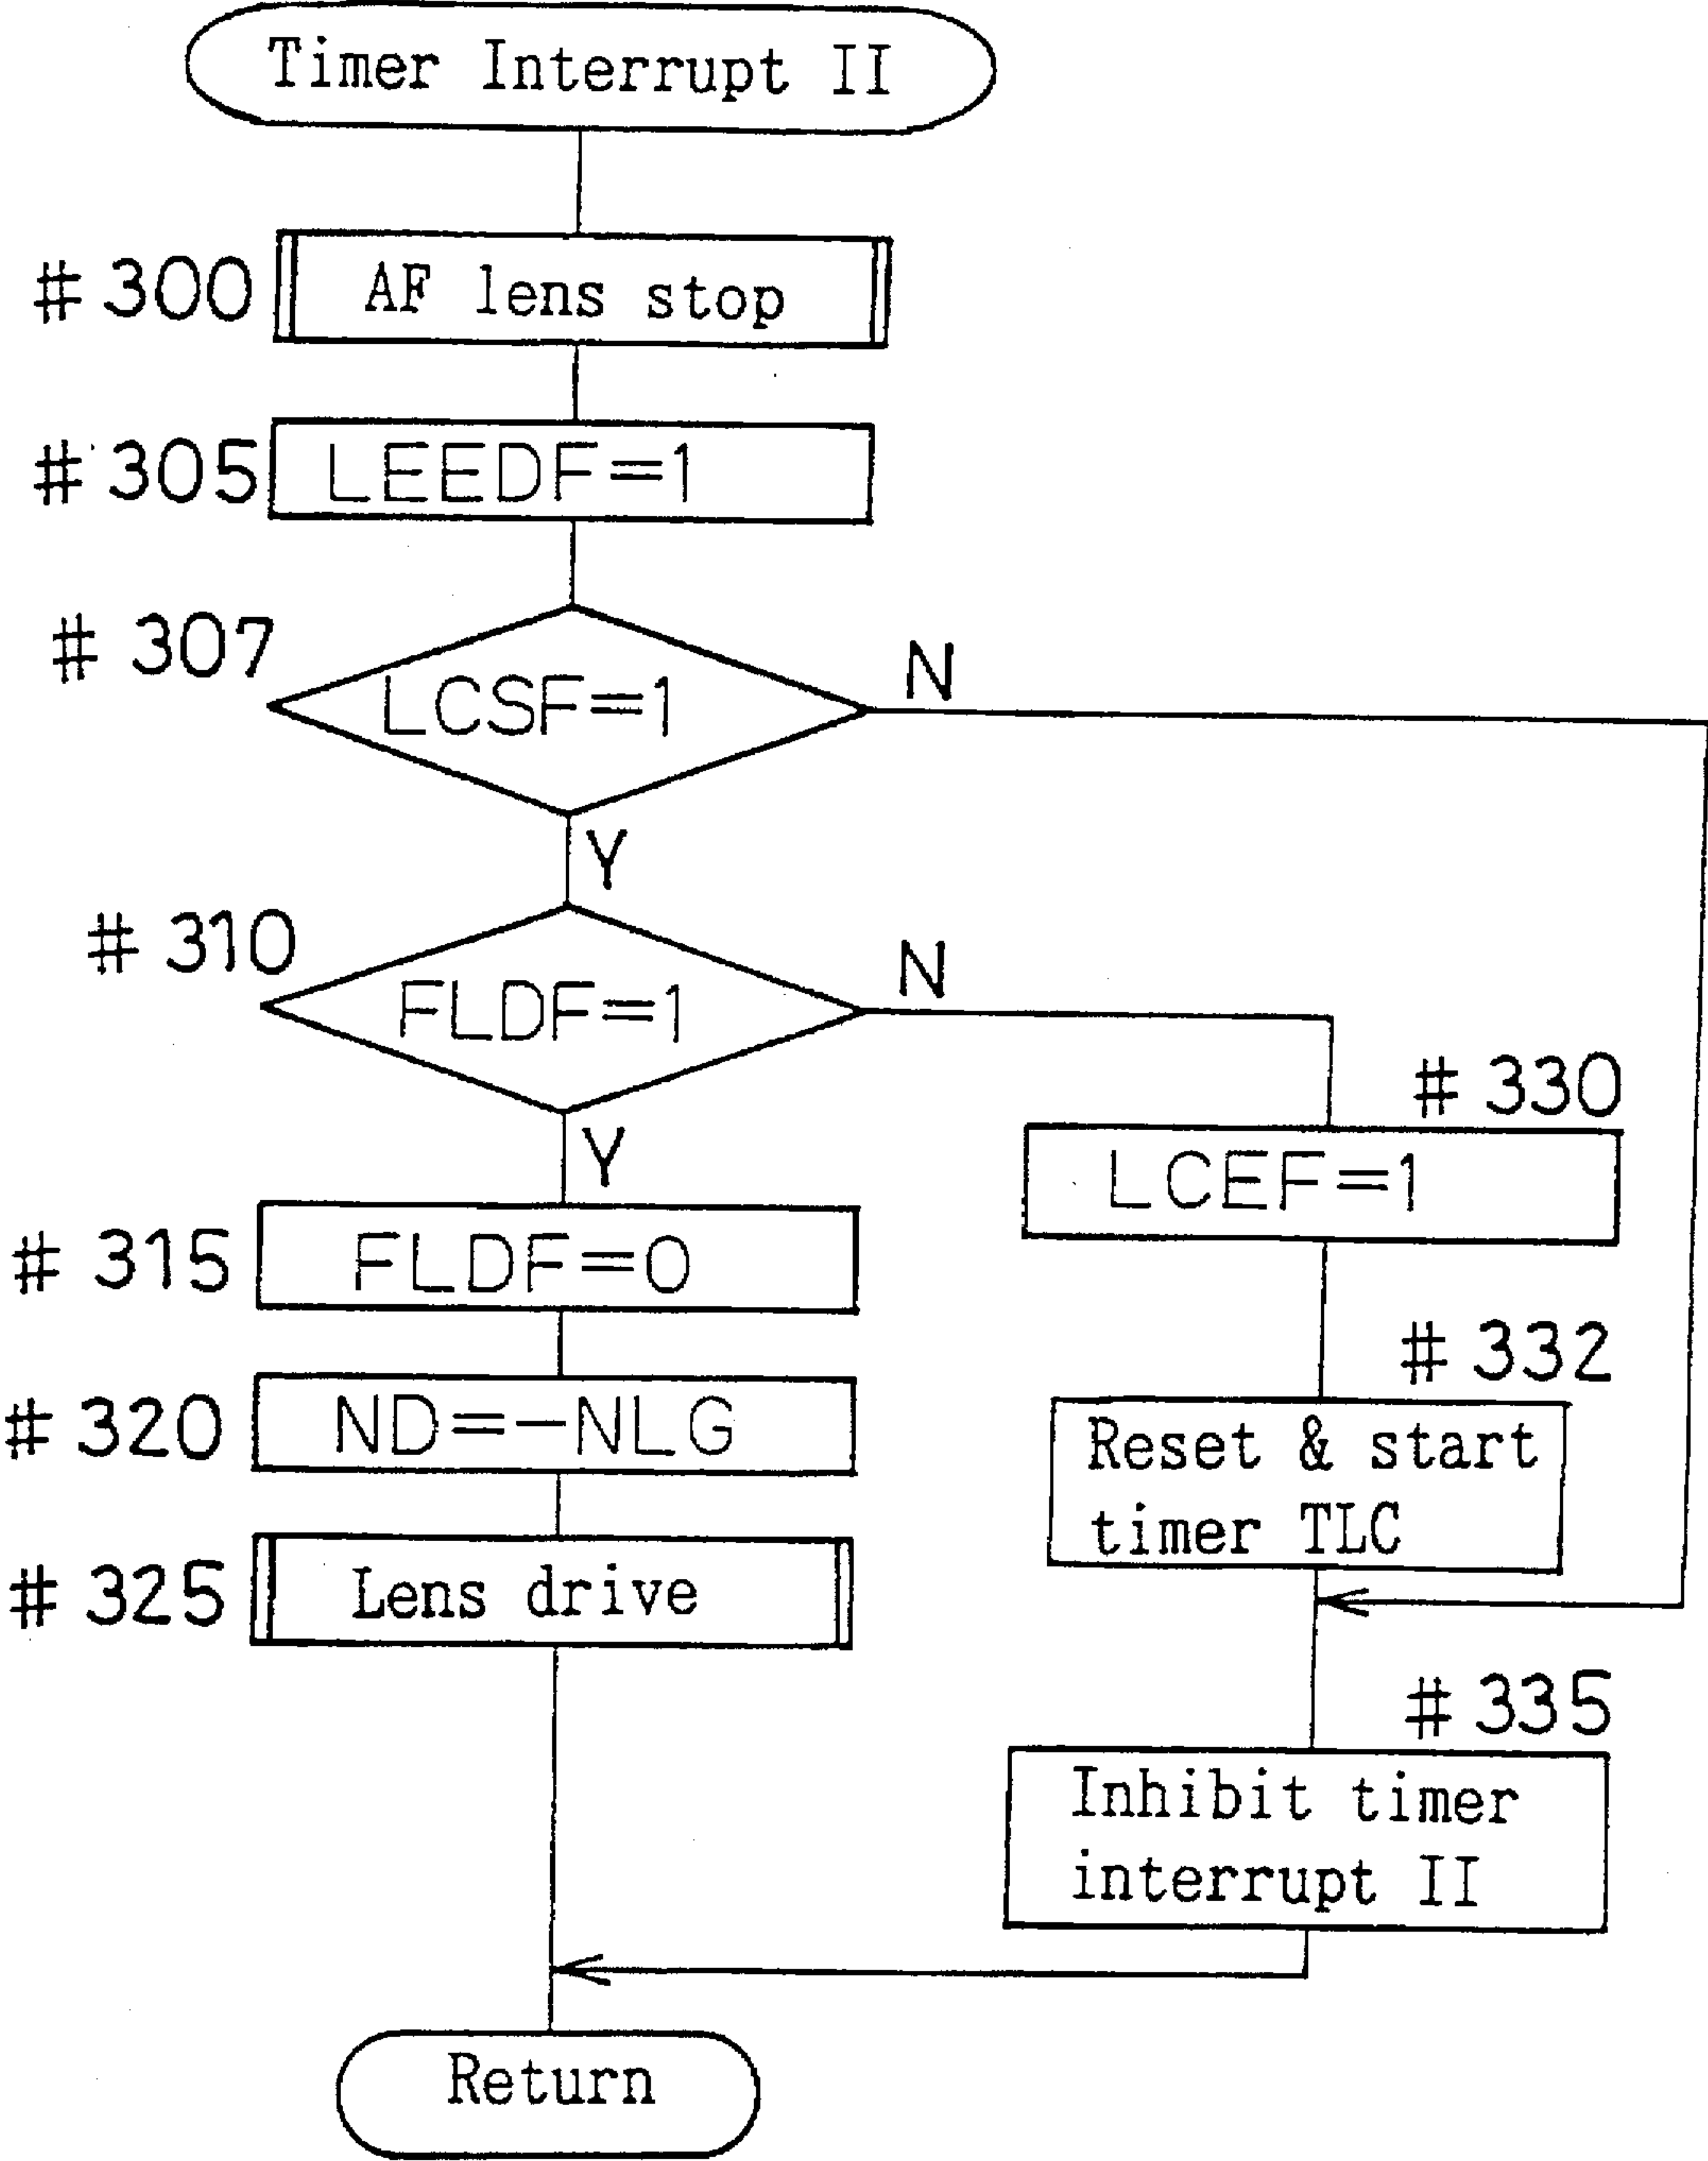 Timer Interrupt II
# 300
AF lens stop
# 305
LEEDF=1
# 307
LCSF=1
N
Y
# 310
FLDF=1
N
Y
# 330
LCEF=1
# 315
FLDF=0
# 332
Reset & start
timer TLC
# 320
ND=-NLG
# 325
Lens drive
# 335
Inhibit timer
interrupt II
Return